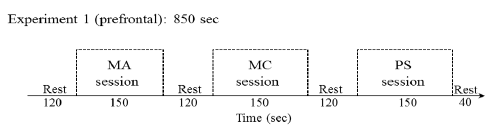 Experiment 1 (prefrontal): 850 sec
MA MC PS
session session session
Rest Rest Rest Rest
120 150 120 150 120 150 40
Time (sec)